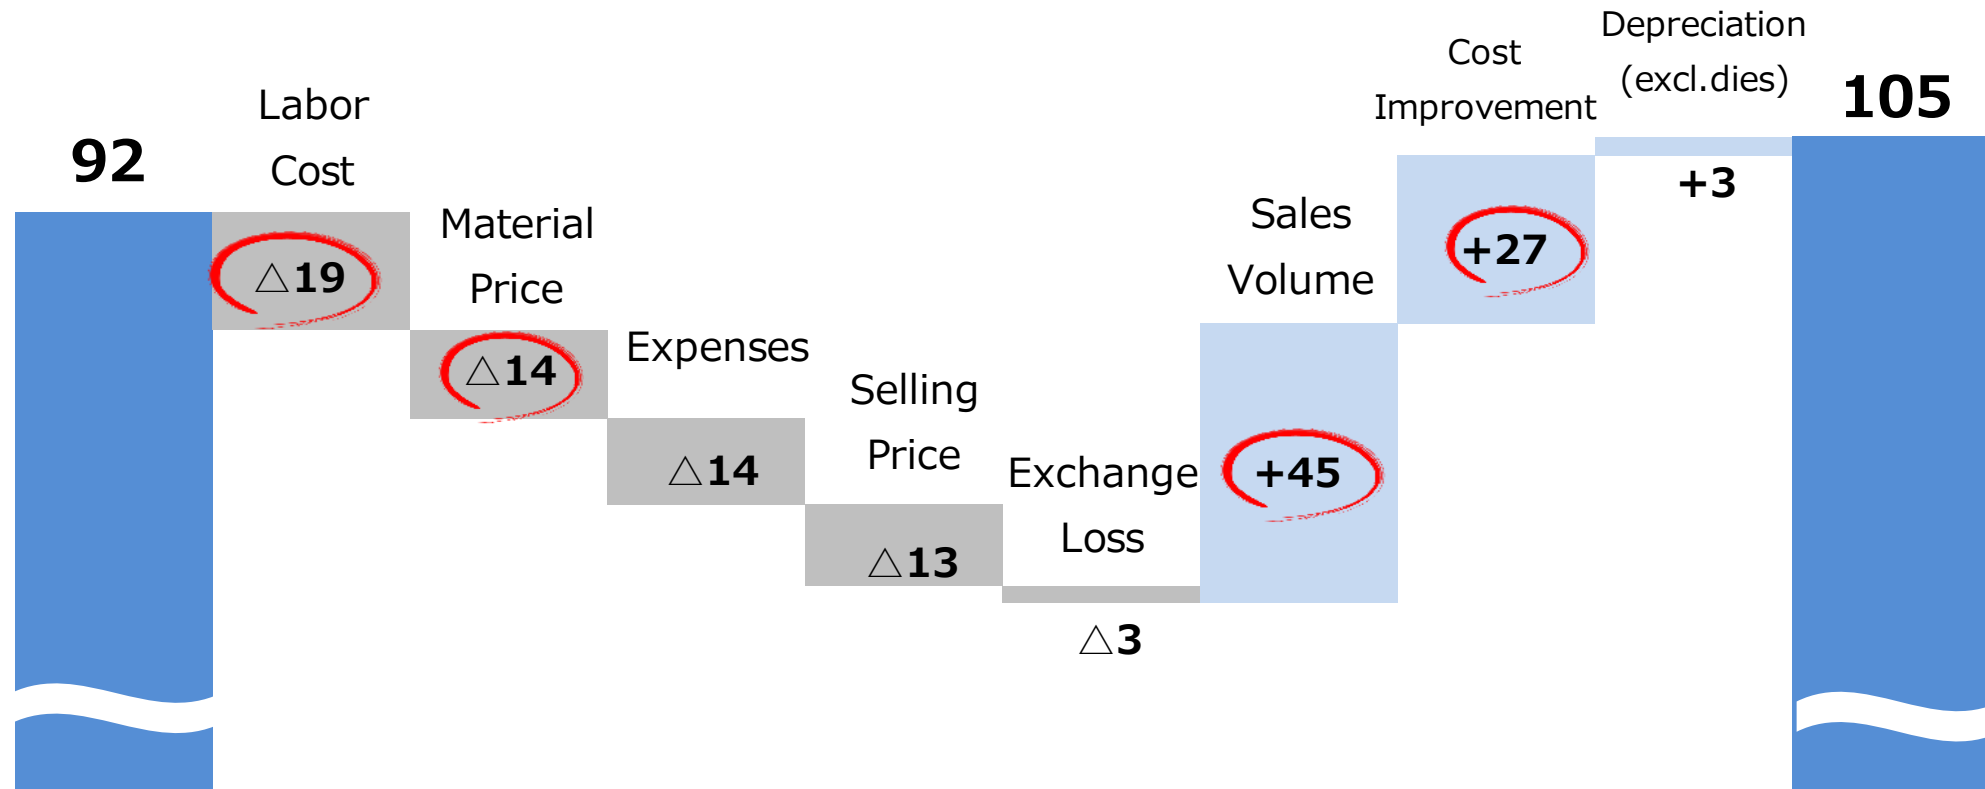 92
Labor
Cost
△19
Material
Price
△14
Expenses
△14
Selling
Price
△13
Exchange
Loss
△3
Sales
Volume
+45
Cost
Improvement
+27
Depreciation
(excl.dies)
+3
105